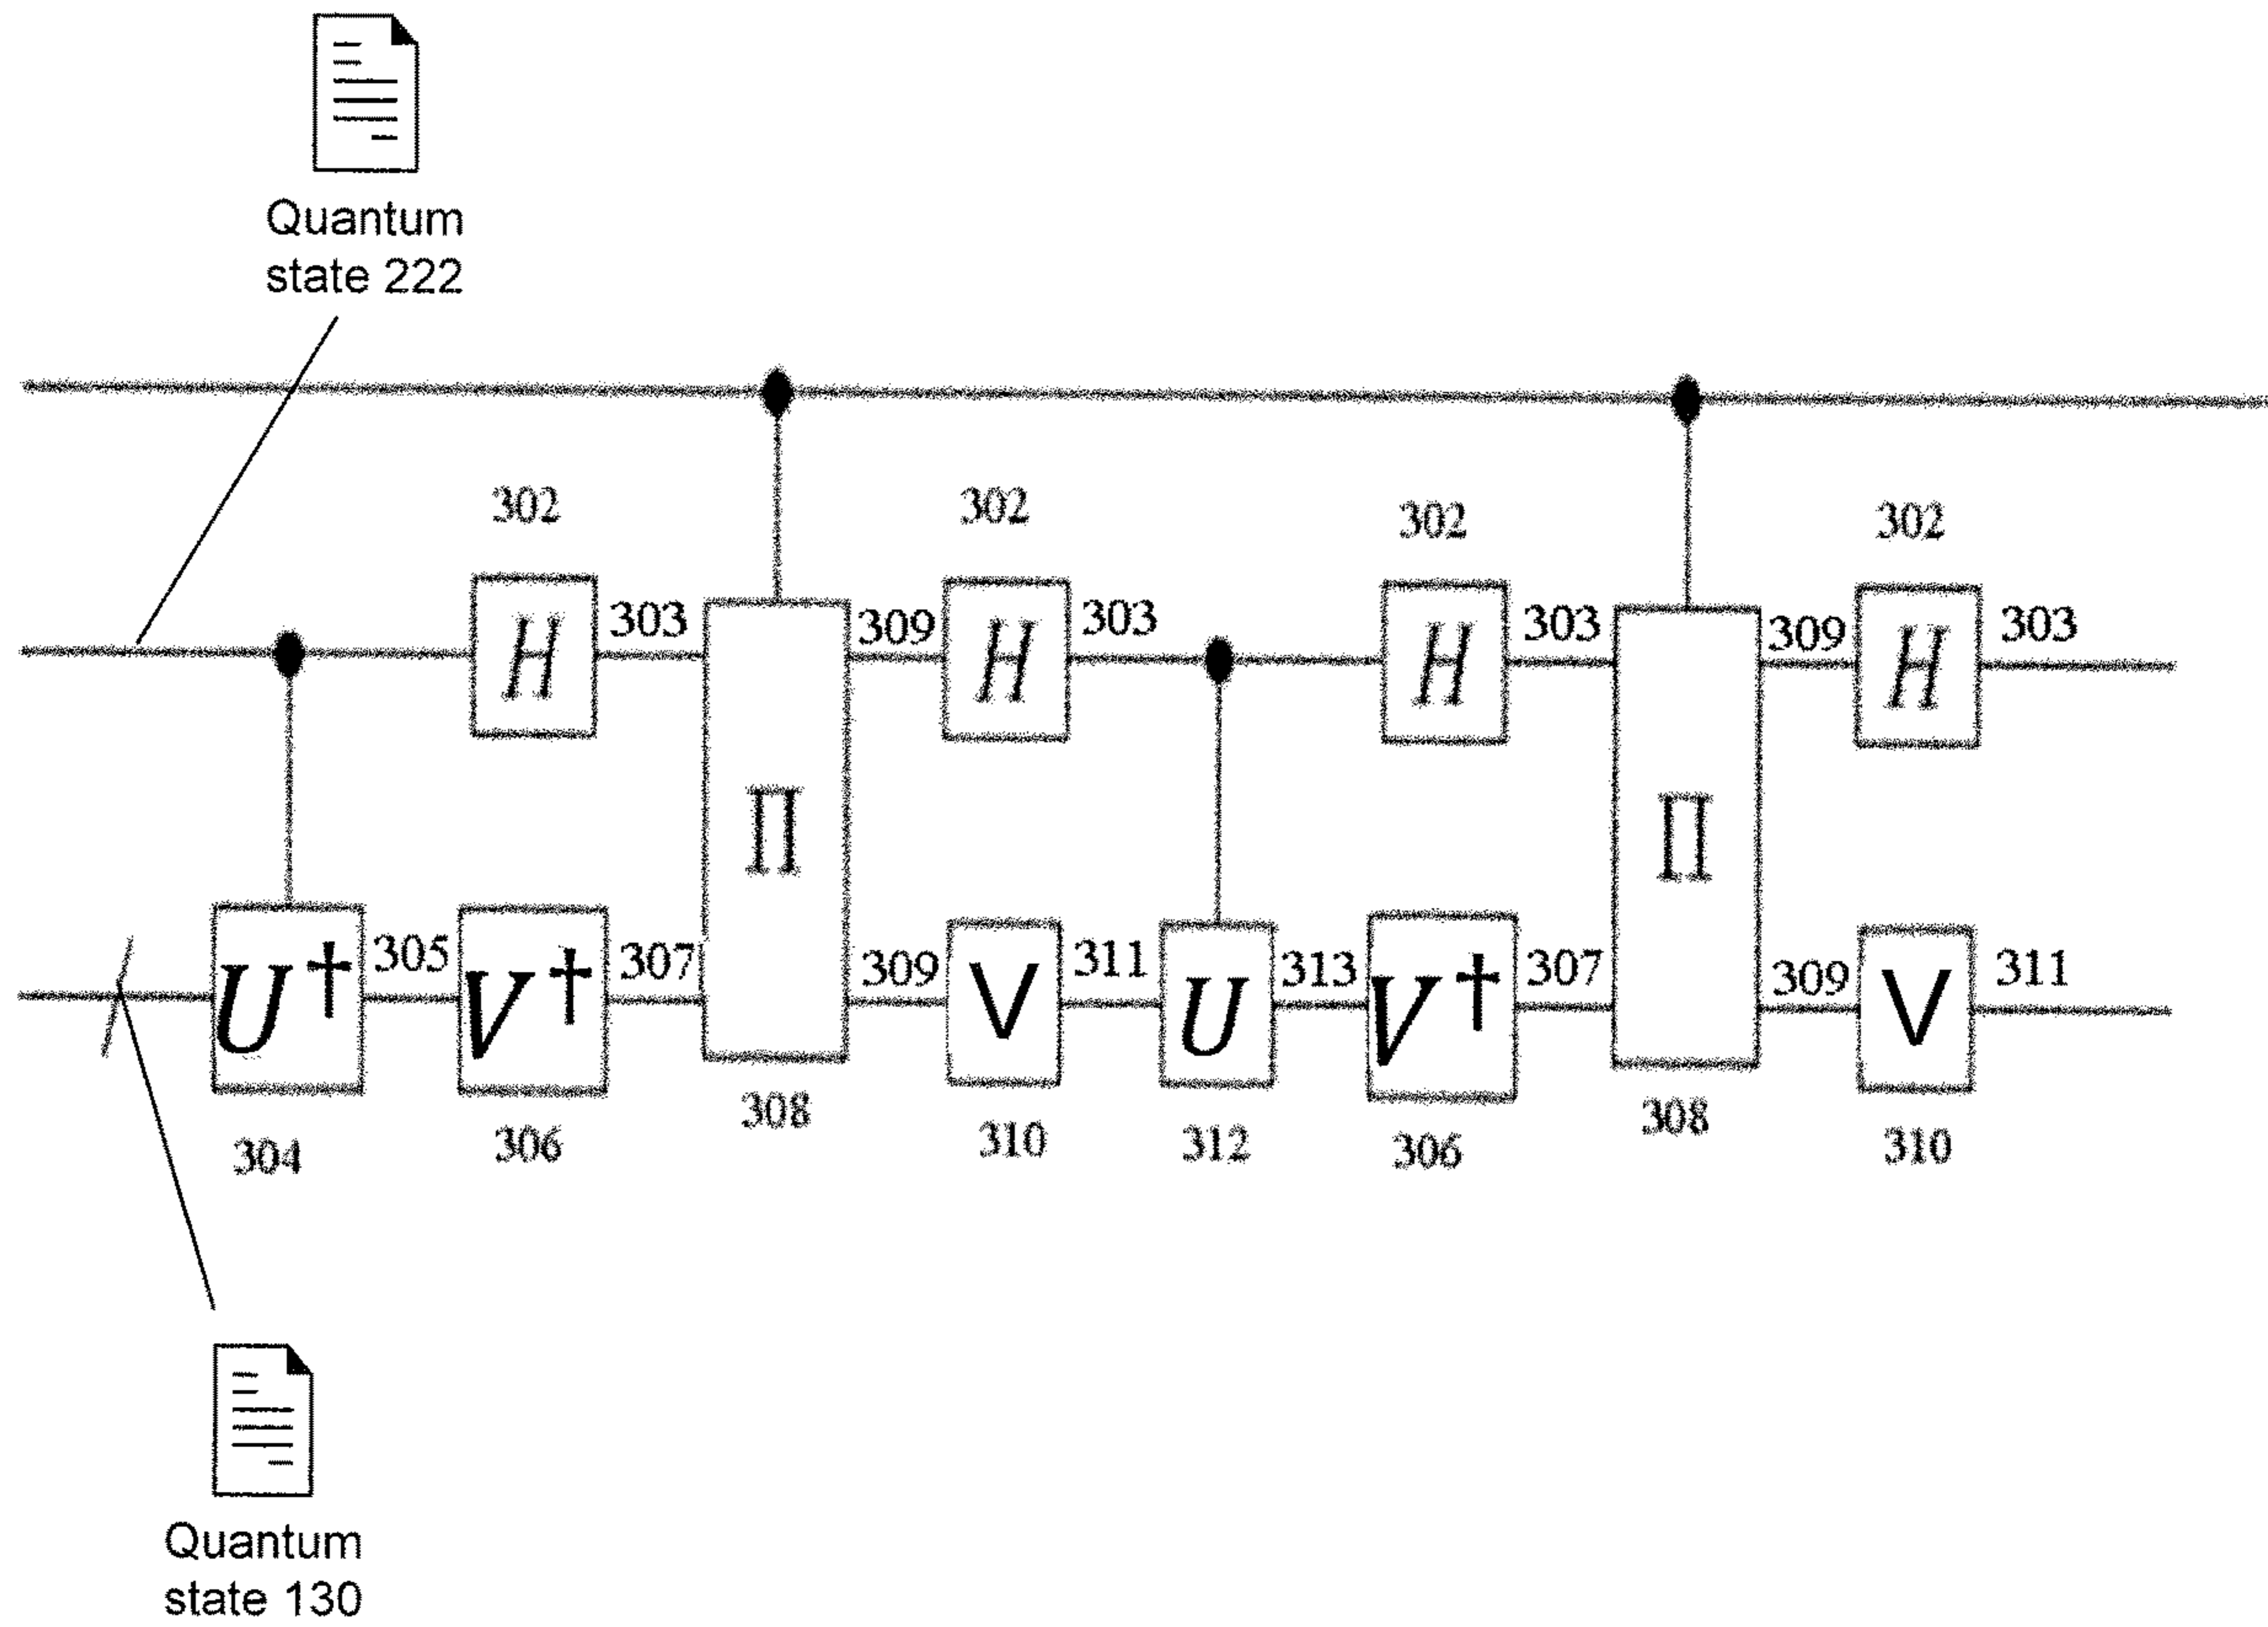 Quantum
state 222
302 302 302 302
H 303 309 H 303 H 303 309 H 303
Π Π
U† 305 V† 307 309 V 311 U 313 V† 307 309 V 311
304 306 308 310 312 306 308 310
Quantum
state 130